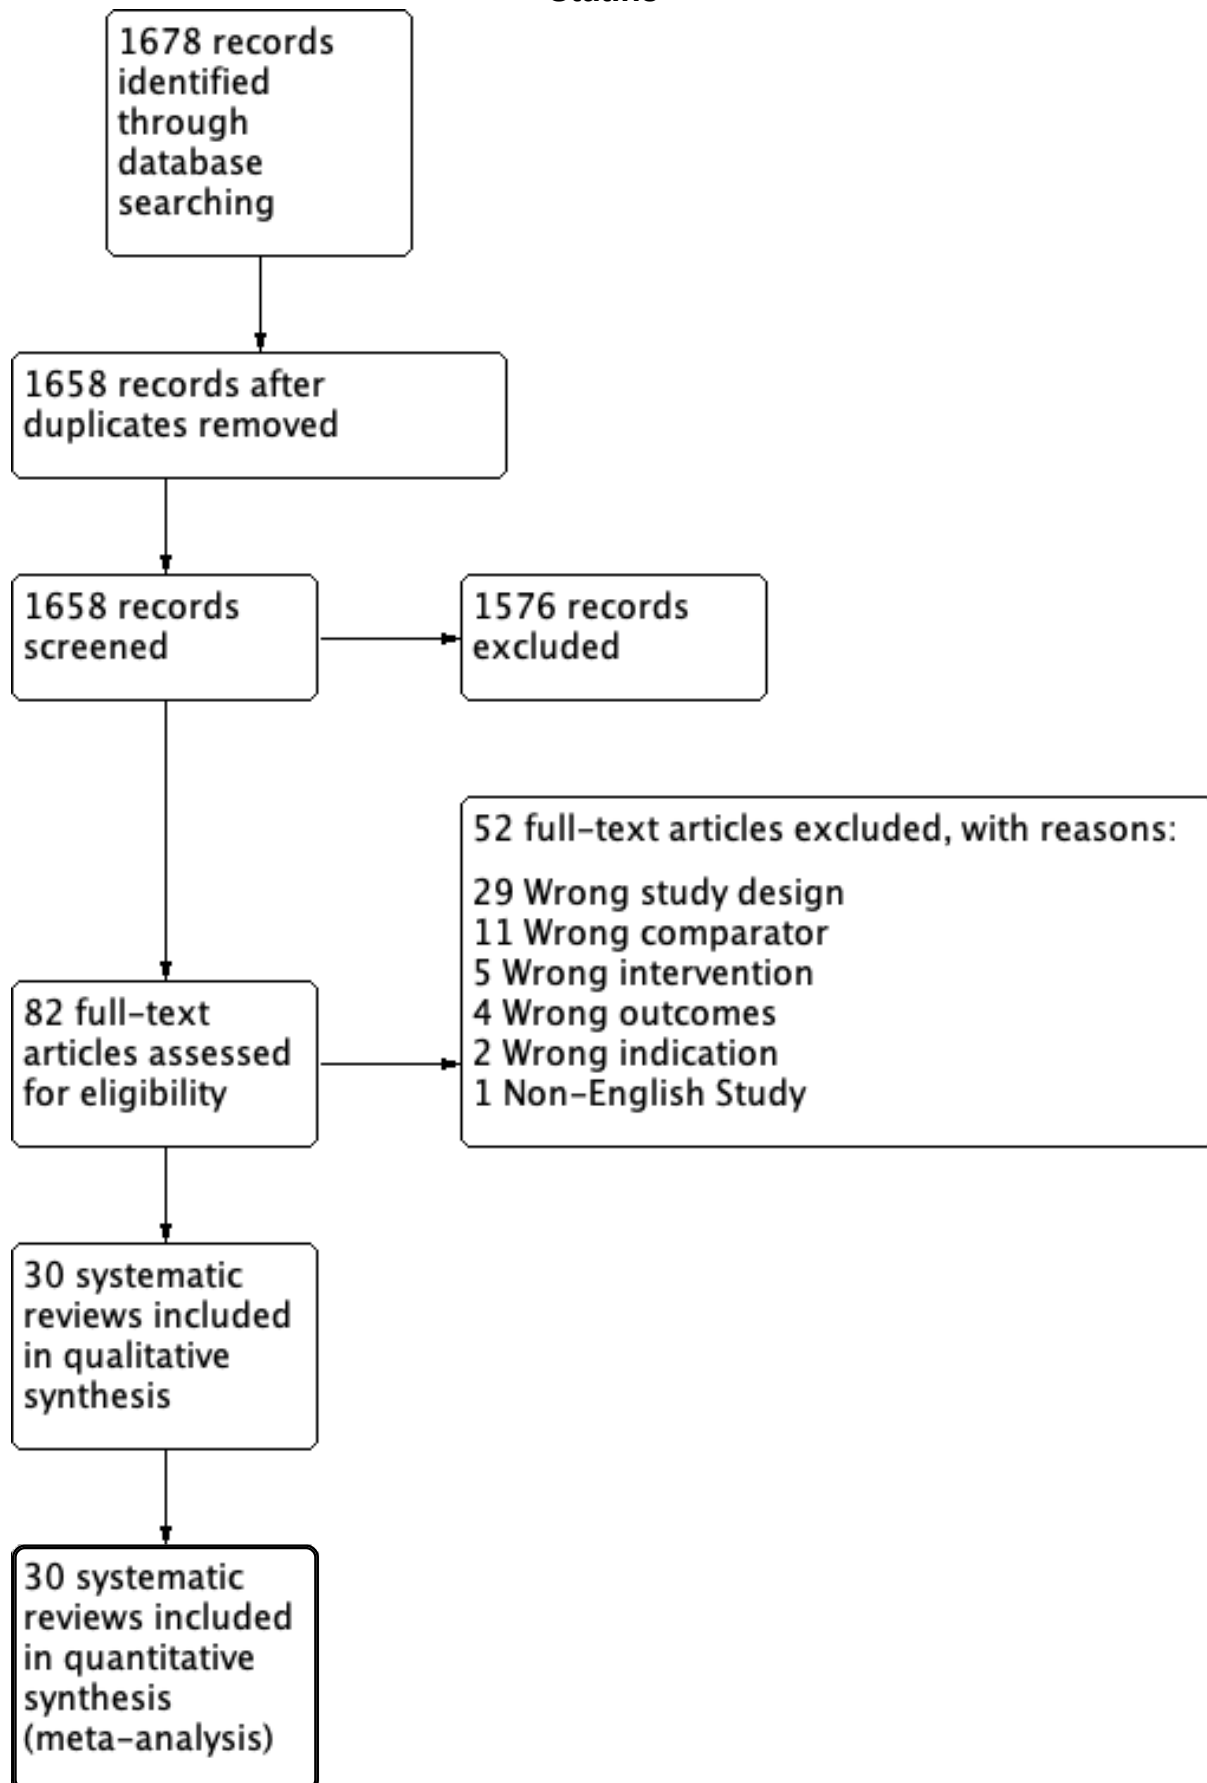 1678 records
identified
through
database
searching
1658 records after
duplicates removed
1658 records
screened
1576 records
excluded
52 full-text articles excluded, with reasons:
29 Wrong study design
11 Wrong comparator
5 Wrong intervention
4 Wrong outcomes
2 Wrong indication
1 Non-English Study
82 full-text
articles assessed
for eligibility
30 systematic
reviews included
in qualitative
synthesis
30 systematic
reviews included
in quantitative
synthesis
(meta-analysis)